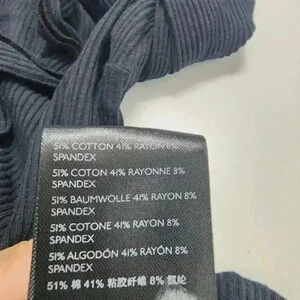 51% COTTON 41% RAYON 8%
SPANDEX
51% COTON 41% RAYONNE 8%
SPANDEX
51% BAUMWOLLE 41% RAYON 8%
SPANDEX
51% COTONE 41% RAYON 8%
SPANDEX
51% ALGODÓN 41% RAYÓN 8%
SPANDEX
51% 棉 41% 粘胶纤维 8% 氨纶